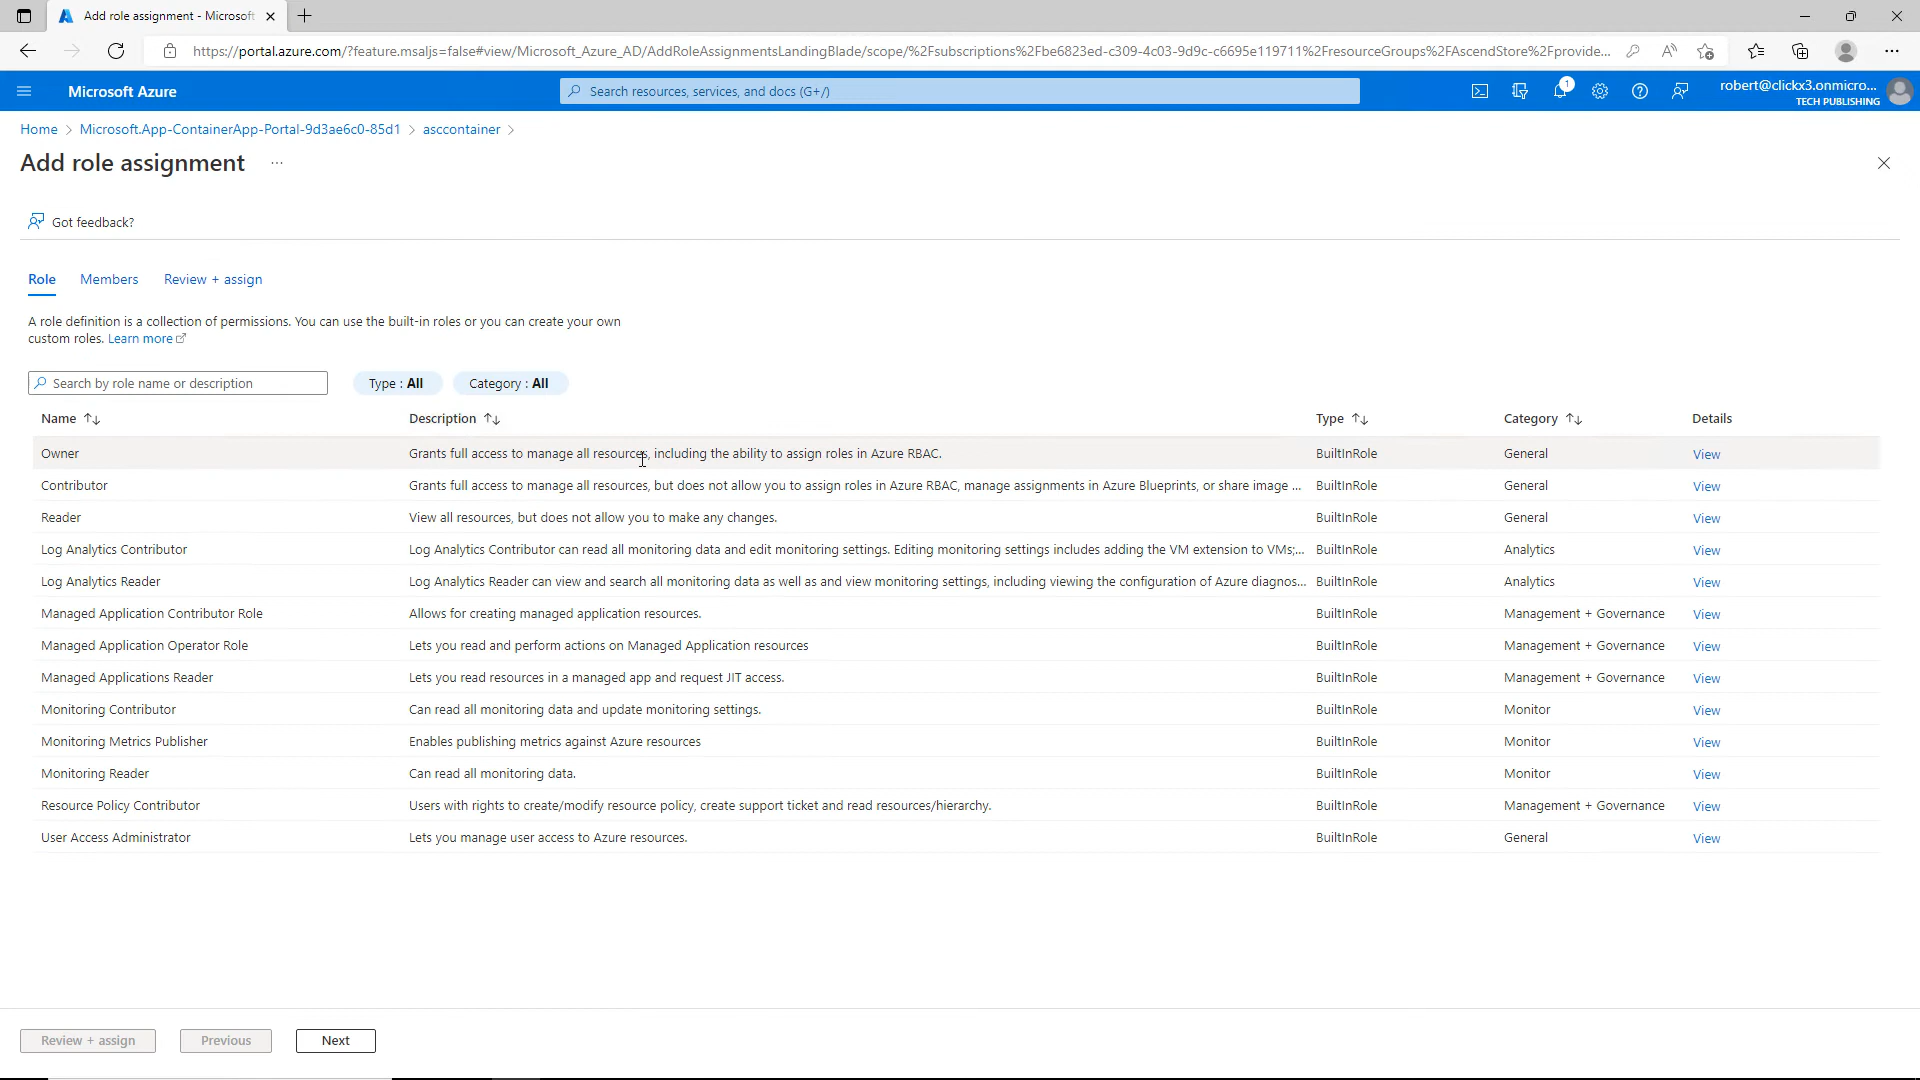 Add role assignment - Microsoft
https://portal.azure.com/?feature.msaljs=false#view/Microsoft_Azure_AD/AddRoleAssignmentsLandingBlade/scope/%2Fsubscriptions%2Fbe6823ed-c309-4c03-9d9c-c6695e119711%2FresourceGroups%2FAscendStore%2Fprovide...
Microsoft Azure
Search resources, services, and docs (G+/)
1
robert@clickx3.onmicro...
TECH PUBLISHING
Home > Microsoft.App-ContainerApp-Portal-9d3ae6c0-85d1 > asccontainer >
Add role assignment ...
Got feedback?
Role Members Review + assign
A role definition is a collection of permissions. You can use the built-in roles or you can create your own
custom roles. Learn more
Search by role name or description Type : All Category : All
Name Description Type Category Details
Owner Grants full access to manage all resources, including the ability to assign roles in Azure RBAC. BuiltInRole General View
Contributor Grants full access to manage all resources, but does not allow you to assign roles in Azure RBAC, manage assignments in Azure Blueprints, or share image ... BuiltInRole General View
Reader View all resources, but does not allow you to make any changes. BuiltInRole General View
Log Analytics Contributor Log Analytics Contributor can read all monitoring data and edit monitoring settings. Editing monitoring settings includes adding the VM extension to VMs;... BuiltInRole Analytics View
Log Analytics Reader Log Analytics Reader can view and search all monitoring data as well as and view monitoring settings, including viewing the configuration of Azure diagnos... BuiltInRole Analytics View
Managed Application Contributor Role Allows for creating managed application resources. BuiltInRole Management + Governance View
Managed Application Operator Role Lets you read and perform actions on Managed Application resources BuiltInRole Management + Governance View
Managed Applications Reader Lets you read resources in a managed app and request JIT access. BuiltInRole Management + Governance View
Monitoring Contributor Can read all monitoring data and update monitoring settings. BuiltInRole Monitor View
Monitoring Metrics Publisher Enables publishing metrics against Azure resources BuiltInRole Monitor View
Monitoring Reader Can read all monitoring data. BuiltInRole Monitor View
Resource Policy Contributor Users with rights to create/modify resource policy, create support ticket and read resources/hierarchy. BuiltInRole Management + Governance View
User Access Administrator Lets you manage user access to Azure resources. BuiltInRole General View
Review + assign Previous Next